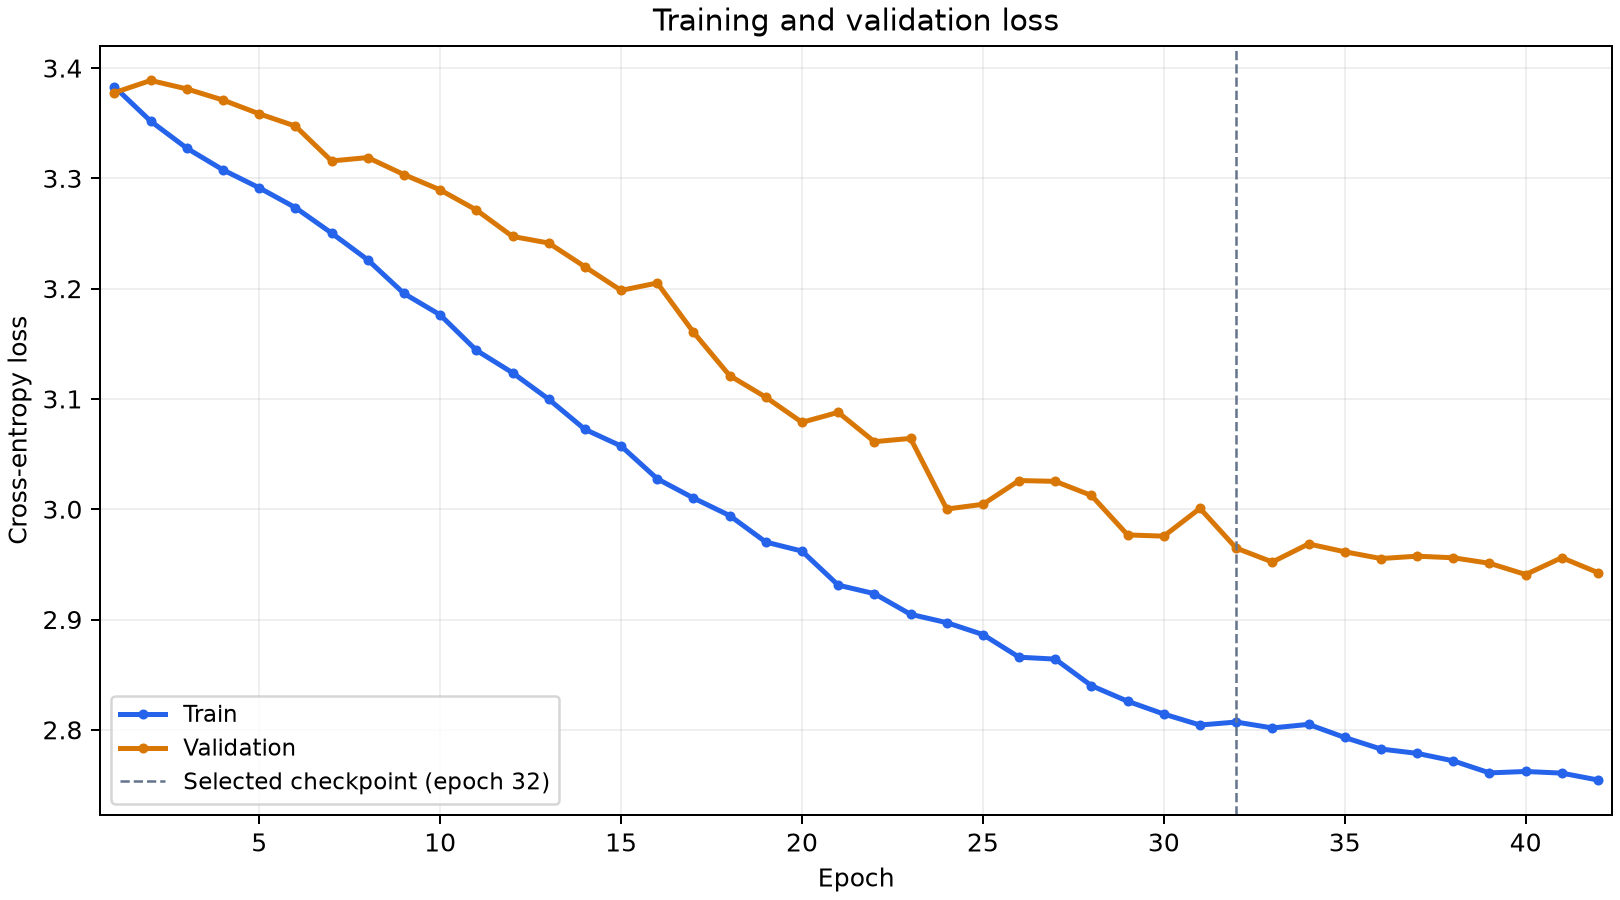 Training and validation loss
3.4
3.3
3.2
3.1
3.0
2.9
2.8
Cross-entropy loss
Train
Validation
Selected checkpoint (epoch 32)
5 10 15 20 25 30 35 40
Epoch